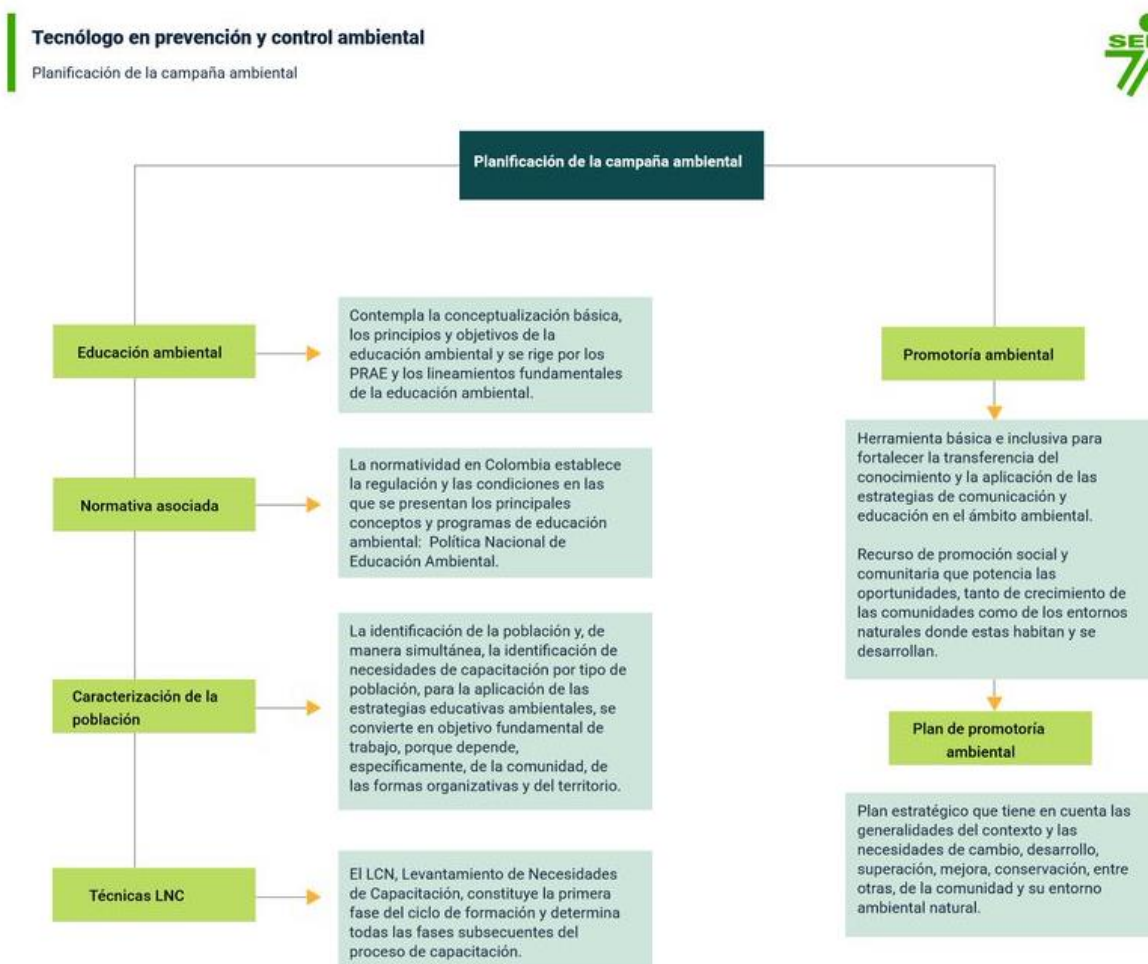 Tecnólogo en prevención y control ambiental
Planificación de la campaña ambiental
Planificación de la campaña ambiental
Educación ambiental
Contempla la conceptualización básica,
los principios y objetivos de la
educación ambiental y se rige por los
PRAE y los lineamientos fundamentales
de la educación ambiental.
Normativa asociada
La normatividad en Colombia establece
la regulación y las condiciones en las
que se presentan los principales
conceptos y programas de educación
ambiental: Política Nacional de
Educación Ambiental.
Caracterización de la
población
La identificación de la población y, de
manera simultánea, la identificación de
necesidades de capacitación por tipo de
población, para la aplicación de las
estrategias educativas ambientales, se
convierte en objetivo fundamental de
trabajo, porque depende,
específicamente, de la comunidad, de
las formas organizativas y del territorio.
Técnicas LNC
El LCN, Levantamiento de Necesidades
de Capacitación, constituye la primera
fase del ciclo de formación y determina
todas las fases subsecuentes del
proceso de capacitación.
Promotoría ambiental
Herramienta básica e inclusiva para
fortalecer la transferencia del
conocimiento y la aplicación de las
estrategias de comunicación y
educación en el ámbito ambiental.
Recurso de promoción social y
comunitaria que potencia las
oportunidades, tanto de crecimiento de
las comunidades como de los entornos
naturales donde estas habitan y se
desarrollan.
Plan de promotoría
ambiental
Plan estratégico que tiene en cuenta las
generalidades del contexto y las
necesidades de cambio, desarrollo,
superación, mejora, conservación, entre
otras, de la comunidad y su entorno
ambiental natural.